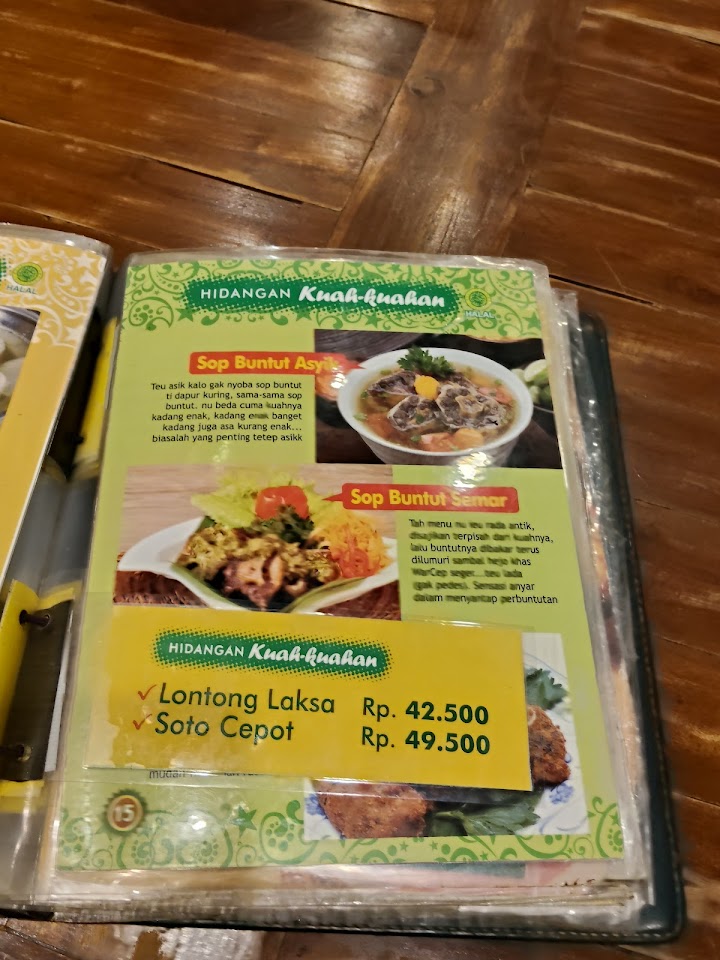 HALAL
HIDANGAN Kuah-kuahan
HALAL
Sop Buntut Asyik
Teu asik kalo gak nyoba sop buntut
ti dapur kuring, sama-sama sop
buntut. nu beda cuma kuahnya
kadang enak, kadang enak banget
kadang juga asa kurang enak...
biasalah yang penting tetep asikk
Sop Buntut Semar
Tah menu nu ieu rada antik,
disajikan terpisah dari kuahnya,
lalu buntutnya dibakar terus
dilumuri sambal hejo khas
WarCep seger...teu lada
(gak pedes). Sensasi anyar
dalam menyantap perbuntutan
HIDANGAN Kuah-kuahan
Lontong Laksa Rp. 42.500
Soto Cepot Rp. 49.500
15